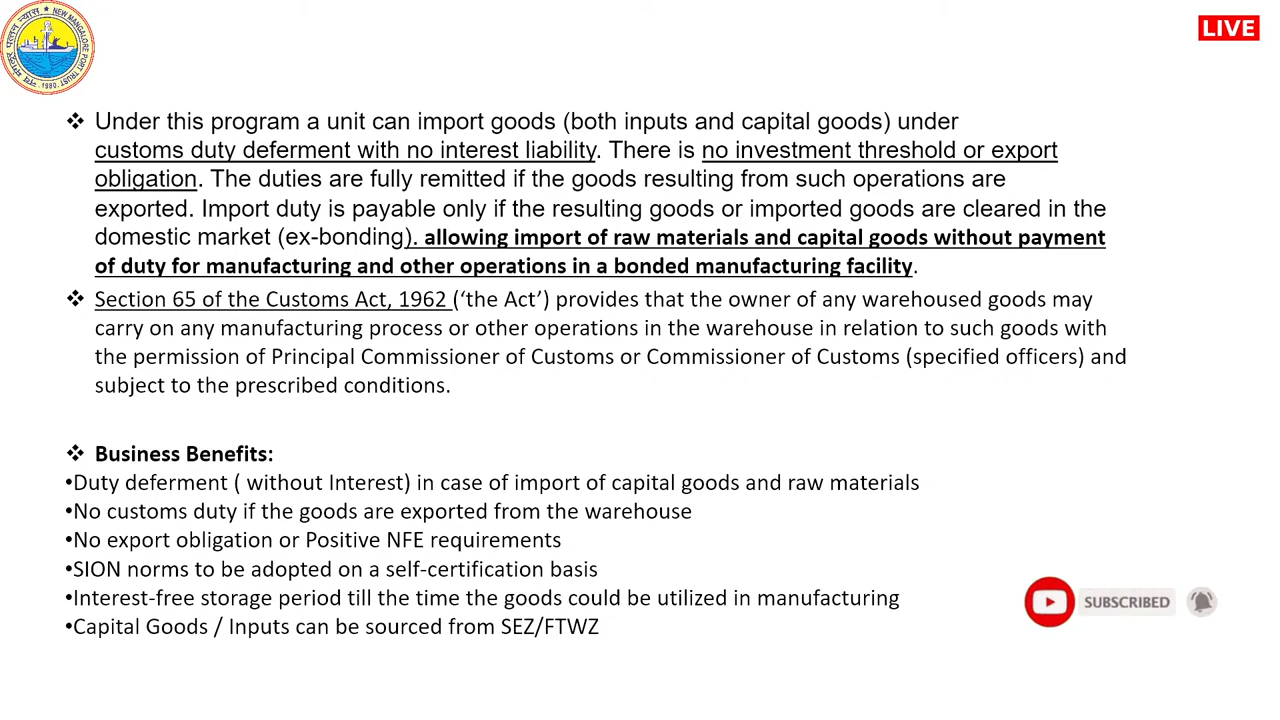 नव मंगलूर पत्तन न्यास
NEW MANGALORE PORT TRUST
1980
LIVE
❖ Under this program a unit can import goods (both inputs and capital goods) under
customs duty deferment with no interest liability. There is no investment threshold or export
obligation. The duties are fully remitted if the goods resulting from such operations are
exported. Import duty is payable only if the resulting goods or imported goods are cleared in the
domestic market (ex-bonding). allowing import of raw materials and capital goods without payment
of duty for manufacturing and other operations in a bonded manufacturing facility.
❖ Section 65 of the Customs Act, 1962 (‘the Act’) provides that the owner of any warehoused goods may
carry on any manufacturing process or other operations in the warehouse in relation to such goods with
the permission of Principal Commissioner of Customs or Commissioner of Customs (specified officers) and
subject to the prescribed conditions.
❖ Business Benefits:
•Duty deferment ( without Interest) in case of import of capital goods and raw materials
•No customs duty if the goods are exported from the warehouse
•No export obligation or Positive NFE requirements
•SION norms to be adopted on a self-certification basis
•Interest-free storage period till the time the goods could be utilized in manufacturing
•Capital Goods / Inputs can be sourced from SEZ/FTWZ
SUBSCRIBED